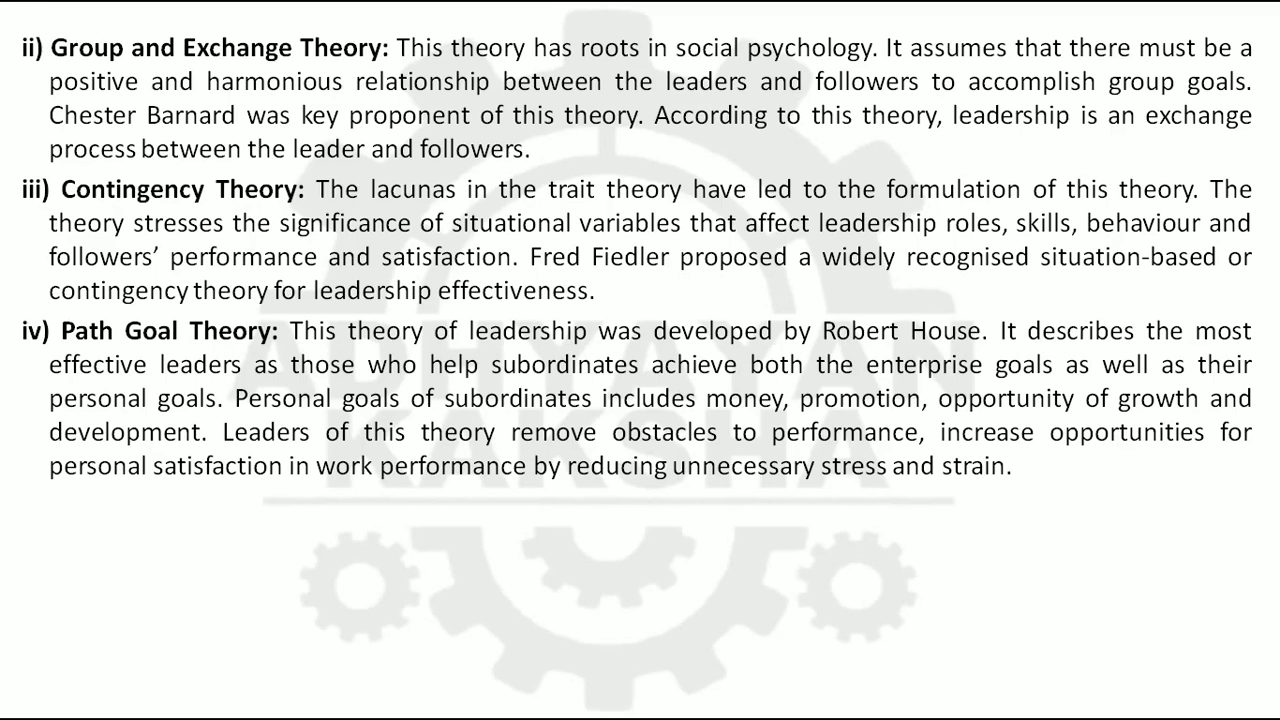 ii) Group and Exchange Theory: This theory has roots in social psychology. It assumes that there must be a
positive and harmonious relationship between the leaders and followers to accomplish group goals.
Chester Barnard was key proponent of this theory. According to this theory, leadership is an exchange
process between the leader and followers.
iii) Contingency Theory: The lacunas in the trait theory have led to the formulation of this theory. The
theory stresses the significance of situational variables that affect leadership roles, skills, behaviour and
followers’ performance and satisfaction. Fred Fiedler proposed a widely recognised situation-based or
contingency theory for leadership effectiveness.
iv) Path Goal Theory: This theory of leadership was developed by Robert House. It describes the most
effective leaders as those who help subordinates achieve both the enterprise goals as well as their
personal goals. Personal goals of subordinates includes money, promotion, opportunity of growth and
development. Leaders of this theory remove obstacles to performance, increase opportunities for
personal satisfaction in work performance by reducing unnecessary stress and strain.
ADHYAYAN
KAKSHA